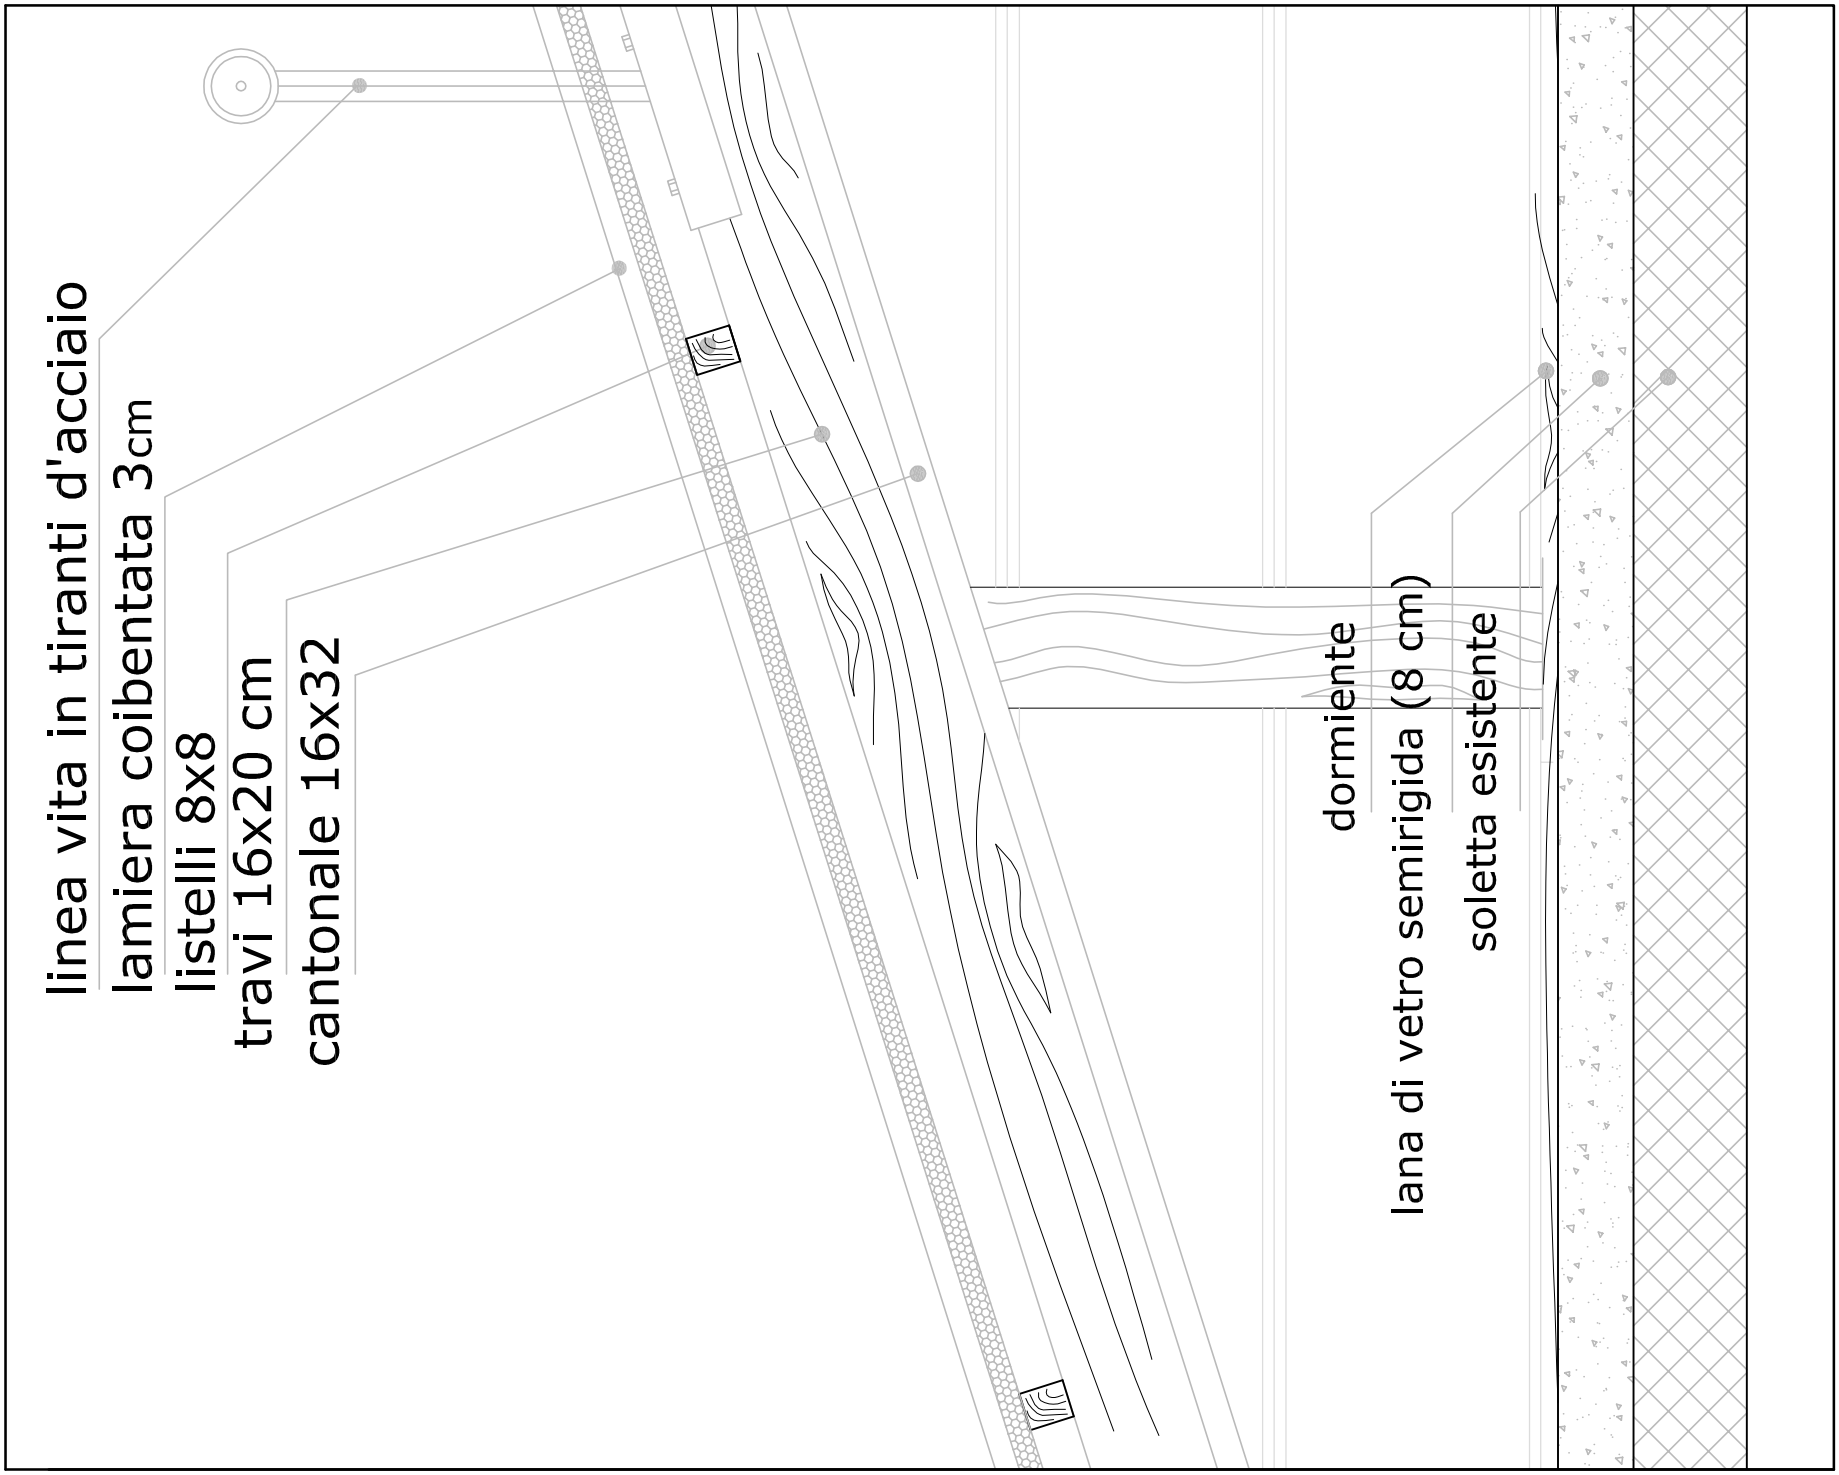 linea vita in tiranti d'acciaio
lamiera coibentata 3cm
listelli 8x8
travi 16x20 cm
cantonale 16x32
dormiente
lana di vetro semirigida (8 cm)
soletta esistente